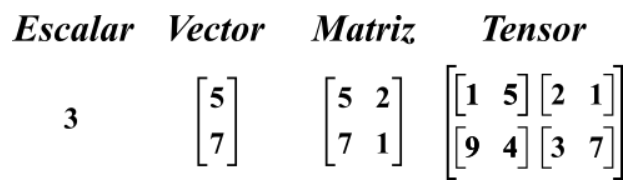 Escalar Vector Matriz Tensor
3 [5 7] [5 2 7 1] [[1 5] [2 1] [9 4] [3 7]]